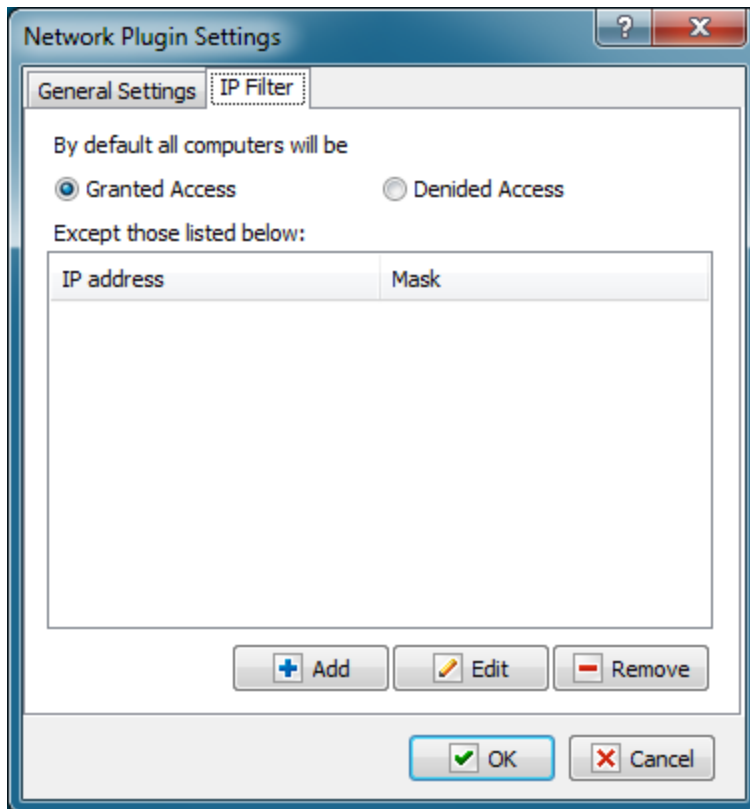 Network Plugin Settings
?
General Settings IP Filter
By default all computers will be
Granted Access Denided Access
Except those listed below:
IP address Mask
Add Edit Remove
OK Cancel